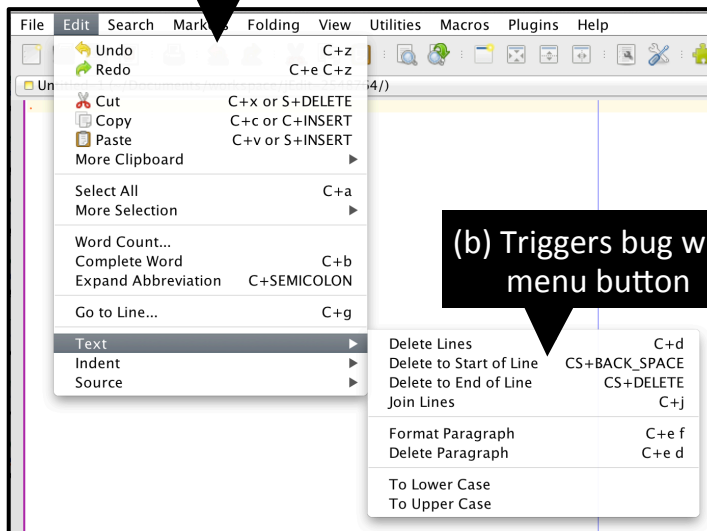 File Edit Search Markers Folding View Utilities Macros Plugins Help
Undo C+z
Redo C+e C+z
Cut C+x or S+DELETE
Copy C+c or C+INSERT
Paste C+v or S+INSERT
More Clipboard
Select All C+a
More Selection
Word Count...
Complete Word C+b
Expand Abbreviation C+SEMICOLON
Go to Line... C+g
Text
Indent
Source
(b) Triggers bug w
menu button
Delete Lines C+d
Delete to Start of Line CS+BACK_SPACE
Delete to End of Line CS+DELETE
Join Lines C+j
Format Paragraph C+e f
Delete Paragraph C+e d
To Lower Case
To Upper Case